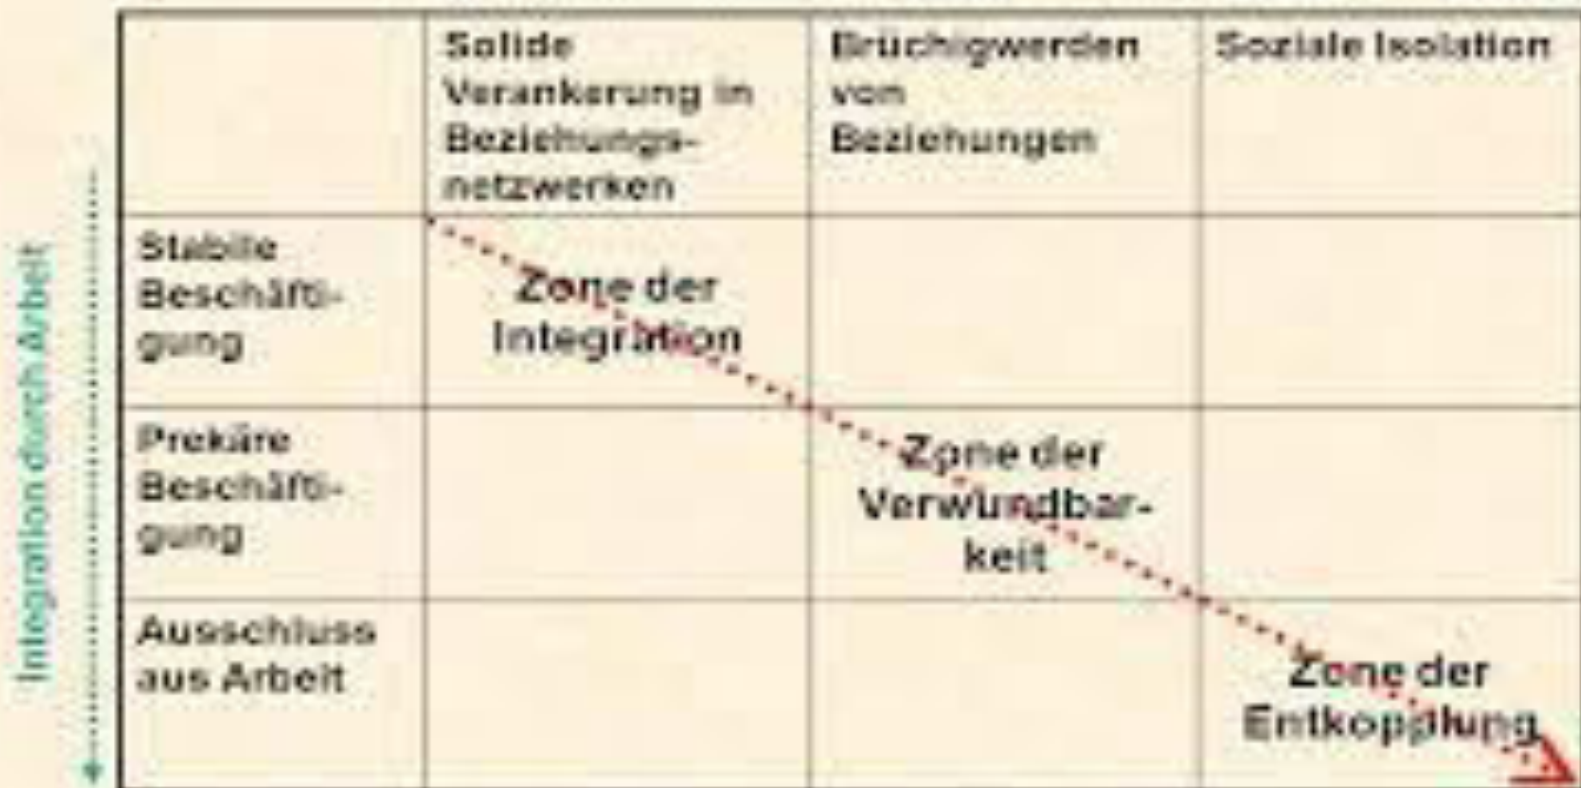 Solide
Verankerung in
Beziehungs-
netzwerken
Brüchigwerden
von
Beziehungen
Soziale Isolation
Integration durch Arbeit
Stabile
Beschäfti-
gung
Zone der
Integration
Prekäre
Beschäfti-
gung
Zone der
Verwundbar-
keit
Ausschluss
aus Arbeit
Zone der
Entkopplung